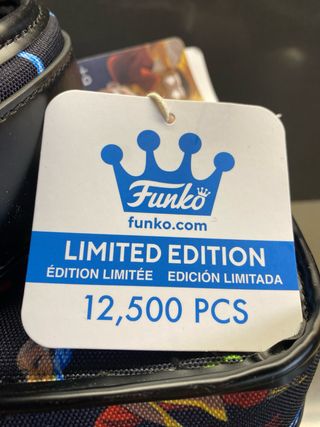 Funko
funko.com
LIMITED EDITION
ÉDITION LIMITÉE EDICIÓN LIMITADA
12,500 PCS